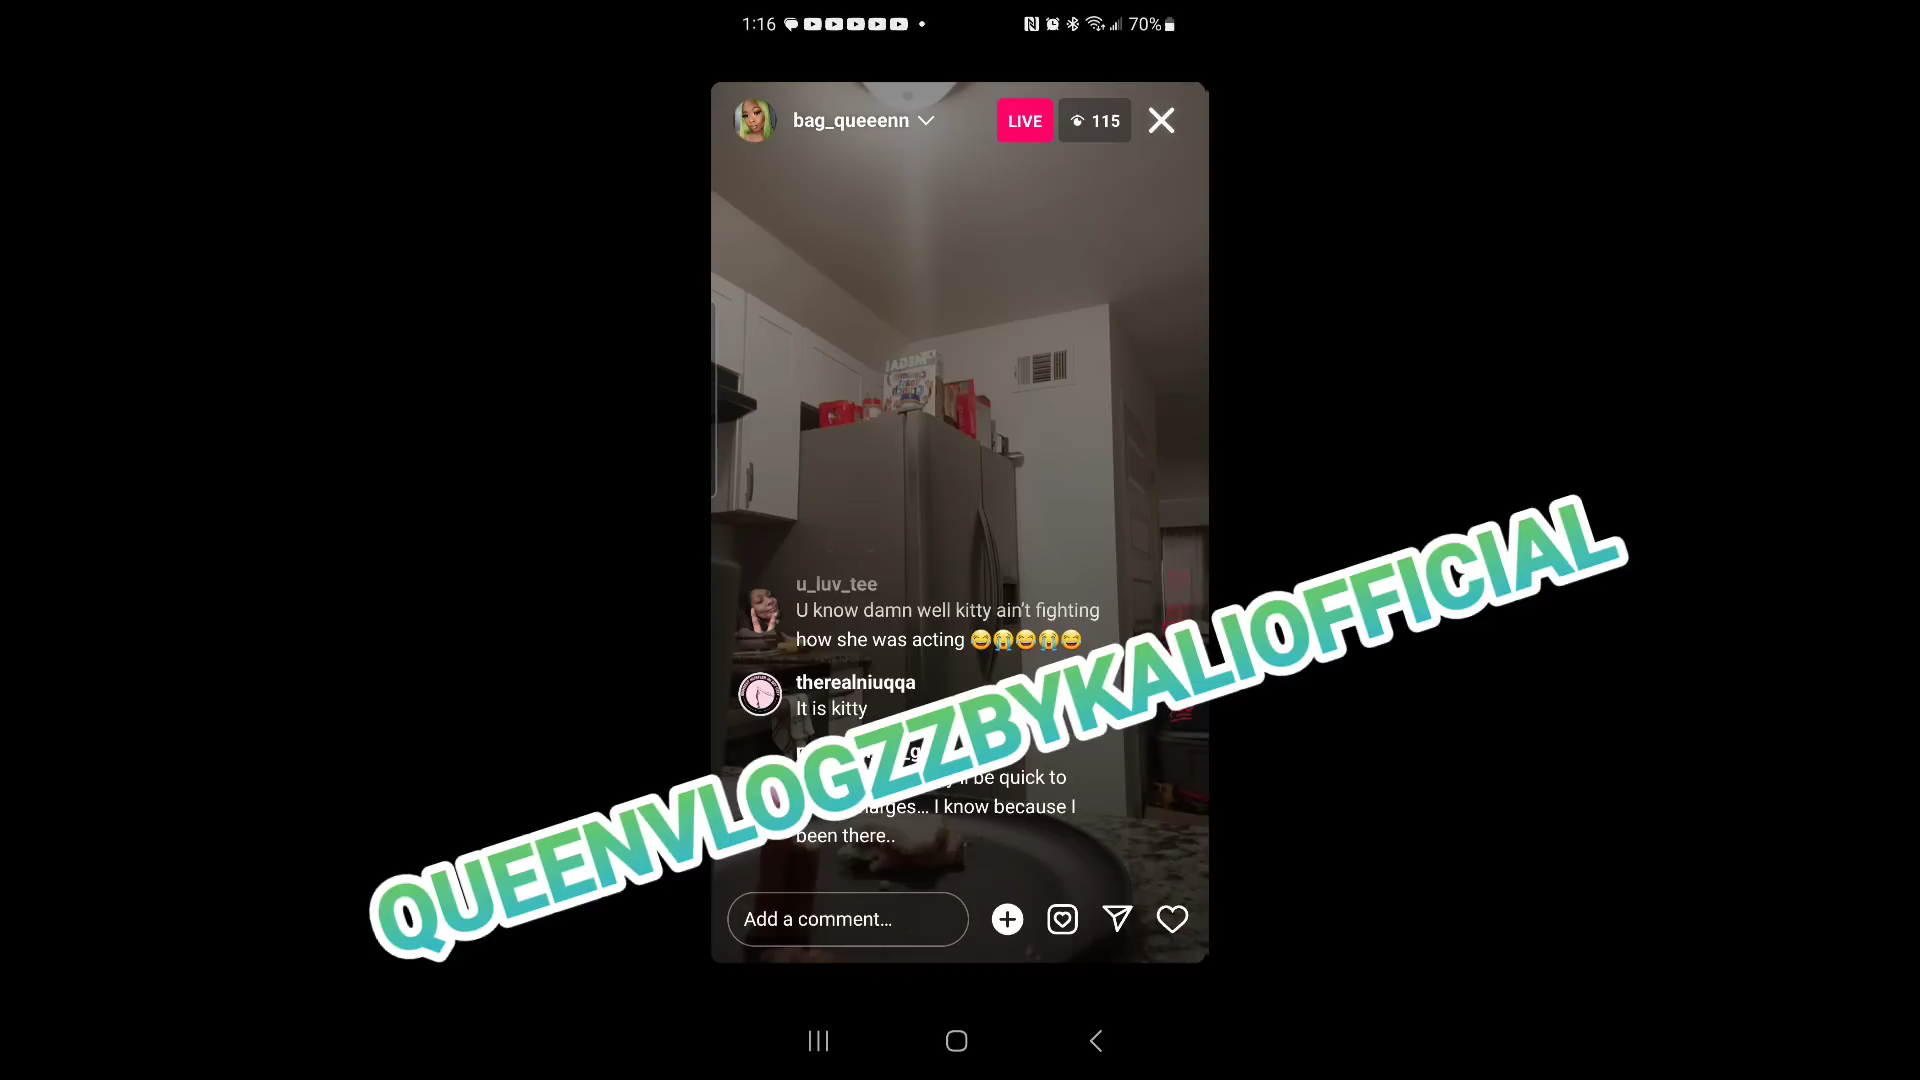 1:16
70%
bag_queeenn
LIVE
115
u_luv_tee
U know damn well kitty ain't fighting
how she was acting 😂😭😂😭😂
therealniuqqa
It is kitty
be quick to
I know because I
been there..
QUEENVLOGZZBYKALIOFFICIAL
Add a comment...